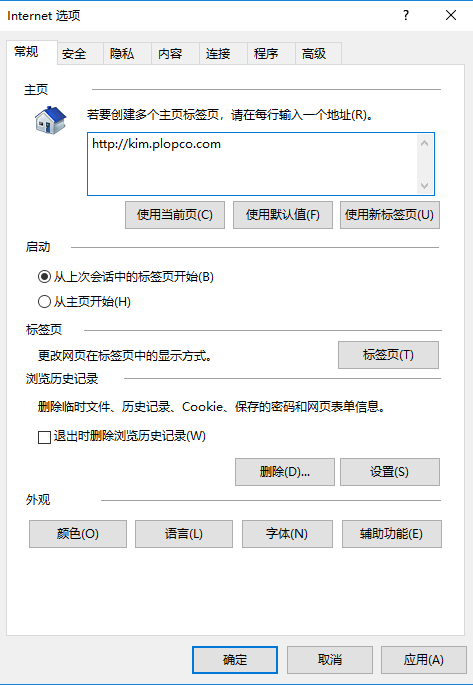 Internet 选项
?
常规 安全 隐私 内容 连接 程序 高级
主页
若要创建多个主页标签页，请在每行输入一个地址(R)。
http://kim.plopco.com
使用当前页(C) 使用默认值(F) 使用新标签页(U)
启动
从上次会话中的标签页开始(B)
从主页开始(H)
标签页
更改网页在标签页中的显示方式。 标签页(T)
浏览历史记录
删除临时文件、历史记录、Cookie、保存的密码和网页表单信息。
退出时删除浏览历史记录(W)
删除(D)... 设置(S)
外观
颜色(O) 语言(L) 字体(N) 辅助功能(E)
确定 取消 应用(A)